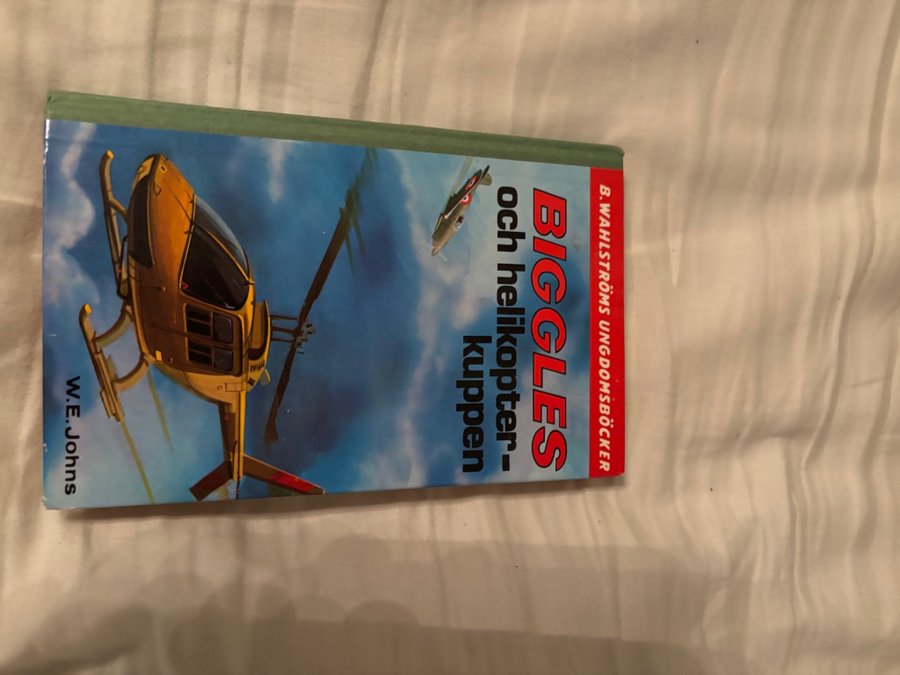 B.WAHLSTRÖMS UNGDOMSBÖCKER
BIGGLES
och helikopter-
kuppen
W.E.Johns